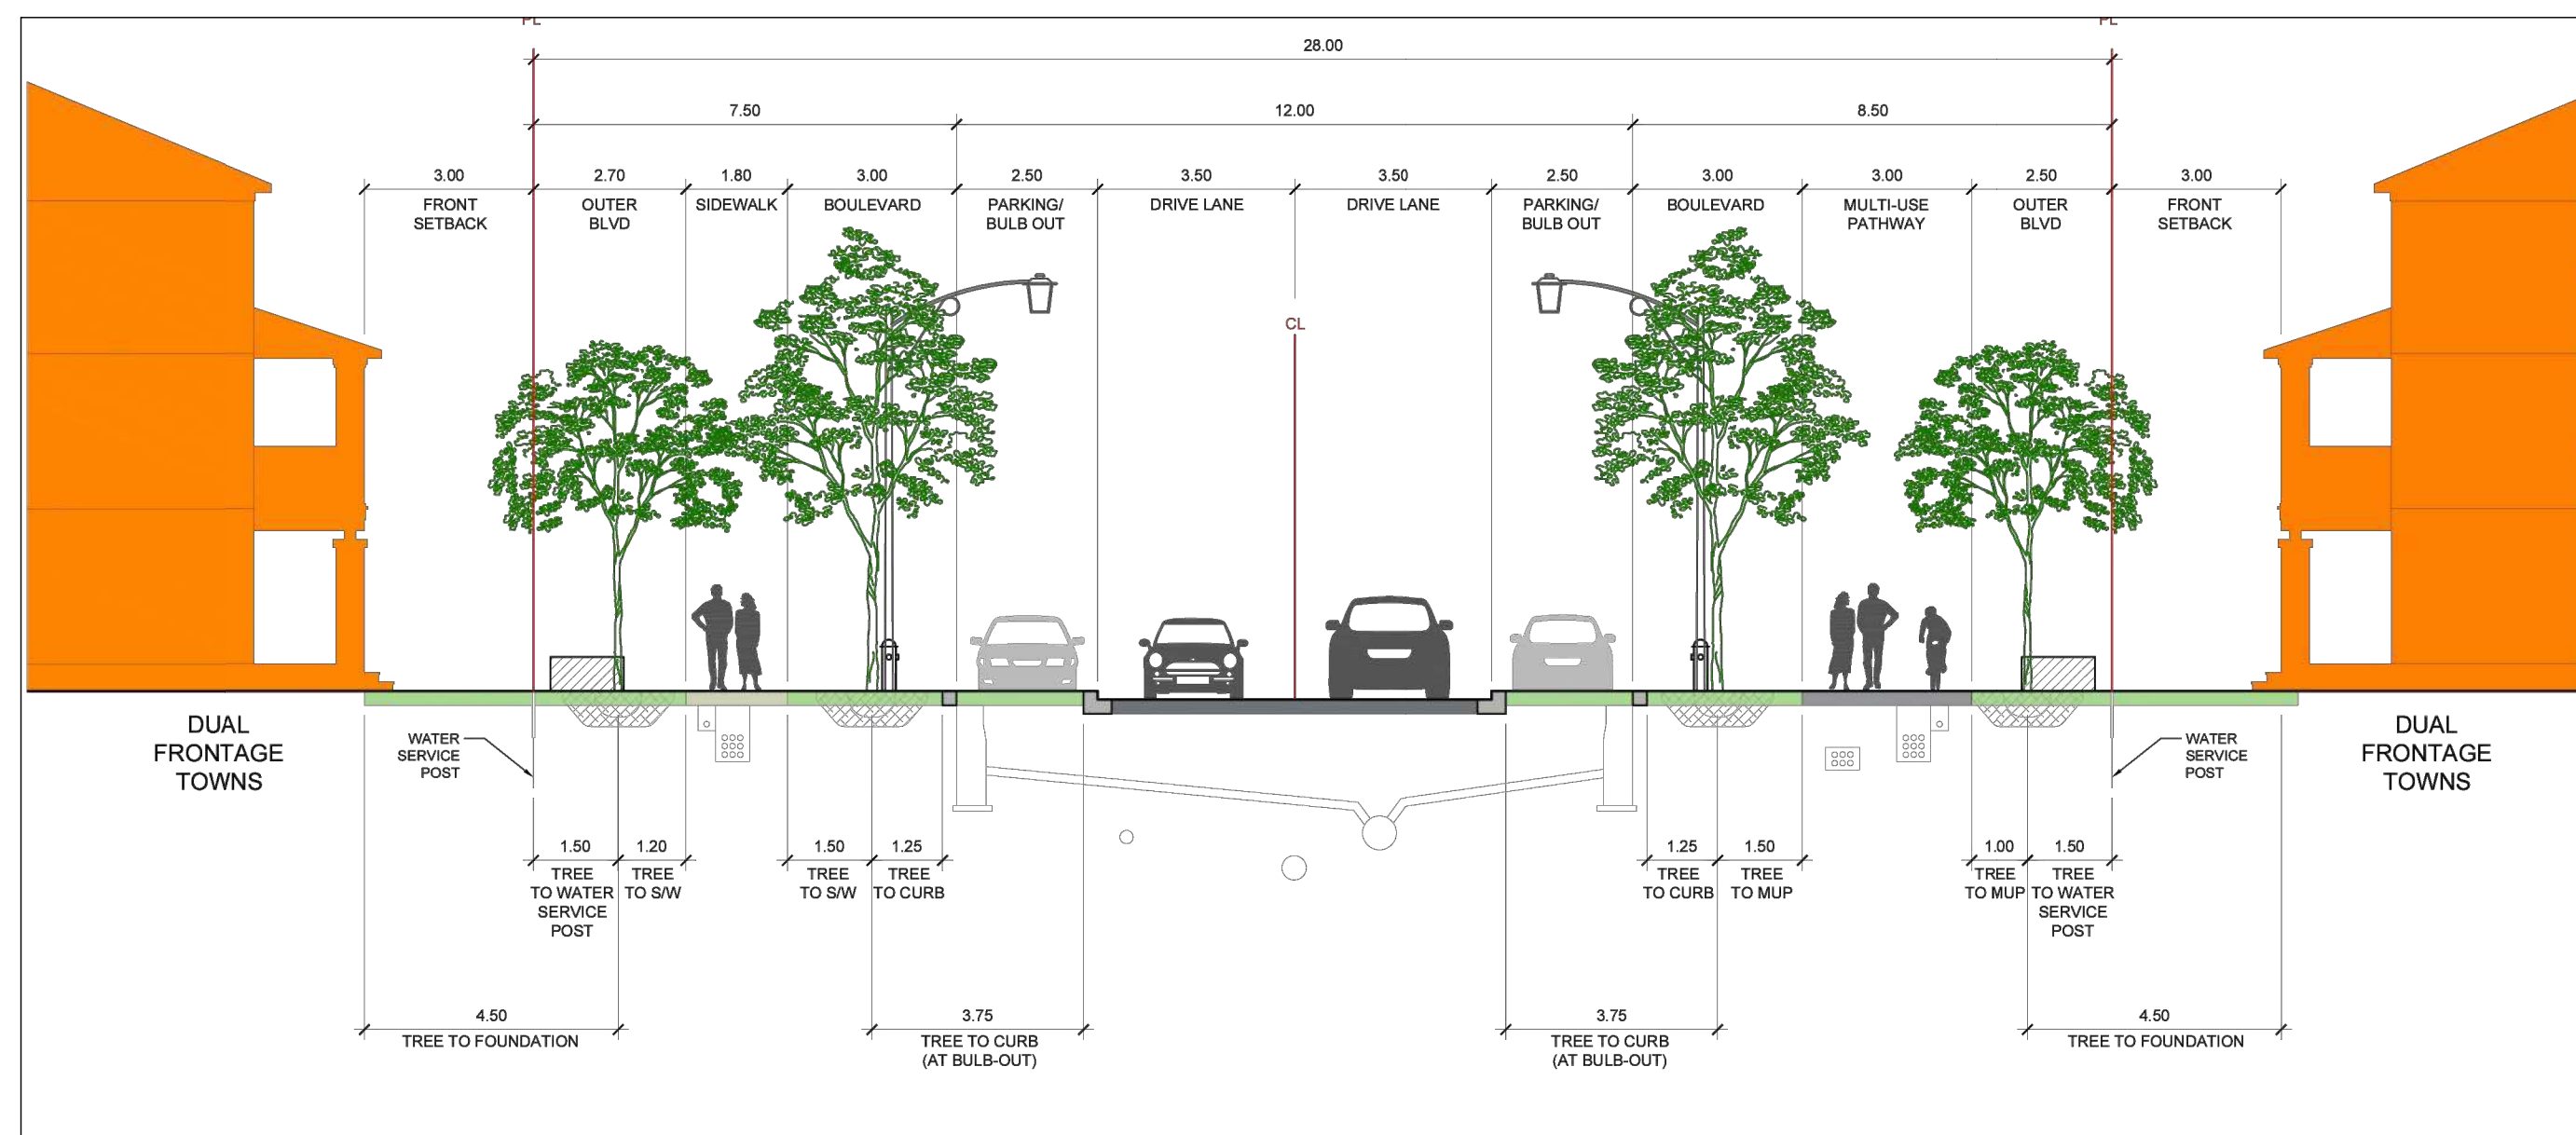 PL PL
28.00
7.50 12.00 8.50
3.00 2.70 1.80 3.00 2.50 3.50 3.50 2.50 3.00 3.00 2.50 3.00
FRONT SETBACK
OUTER BLVD
SIDEWALK
BOULEVARD
PARKING/ BULB OUT
DRIVE LANE
DRIVE LANE
PARKING/ BULB OUT
BOULEVARD
MULTI-USE PATHWAY
OUTER BLVD
FRONT SETBACK
CL
DUAL
FRONTAGE
TOWNS
WATER
SERVICE
POST
WATER
SERVICE
POST
DUAL
FRONTAGE
TOWNS
1.50 1.20 1.50 1.25 1.25 1.50 1.00 1.50
TREE
TO WATER
SERVICE
POST
TREE
TO S/W
TREE
TO S/W
TREE
TO CURB
TREE
TO CURB
TREE
TO MUP
TREE
TO MUP
TREE
TO WATER
SERVICE
POST
4.50
TREE TO FOUNDATION
3.75
TREE TO CURB
(AT BULB-OUT)
3.75
TREE TO CURB
(AT BULB-OUT)
4.50
TREE TO FOUNDATION